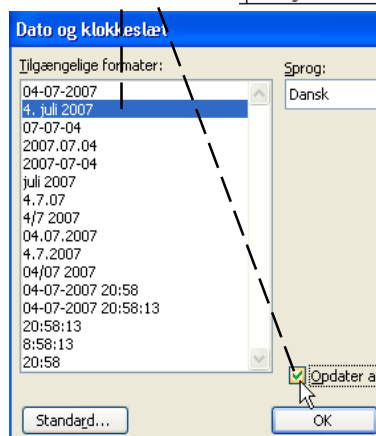 Dato og klokkeslæt
Tilgængelige formater:
Sprog:
04-07-2007
Dansk
4. juli 2007
07-07-04
2007.07.04
2007-07-04
juli 2007
4.7.07
4/7 2007
04.07.2007
4.7.2007
04/07 2007
04-07-2007 20:58
04-07-2007 20:58:13
20:58:13
8:58:13
20:58
Opdater a
Standard...
OK